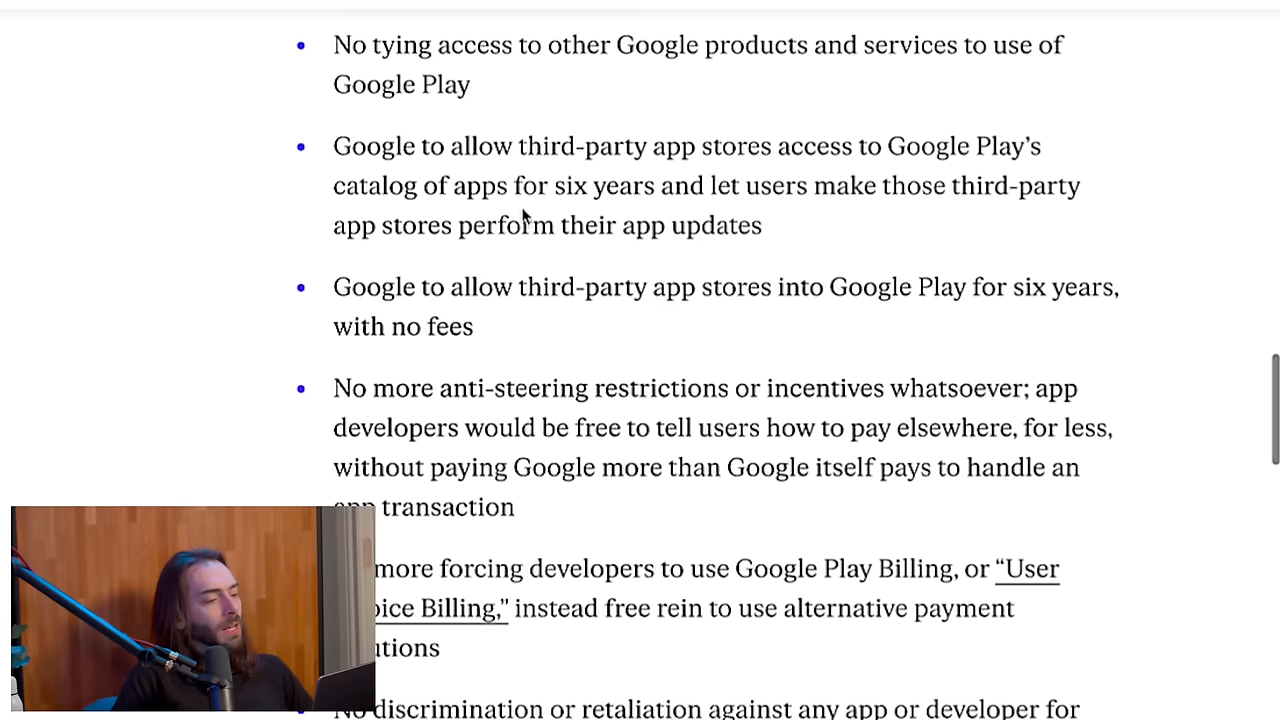 No tying access to other Google products and services to use of
Google Play
Google to allow third-party app stores access to Google Play’s
catalog of apps for six years and let users make those third-party
app stores perform their app updates
Google to allow third-party app stores into Google Play for six years,
with no fees
No more anti-steering restrictions or incentives whatsoever; app
developers would be free to tell users how to pay elsewhere, for less,
without paying Google more than Google itself pays to handle an
app transaction
more forcing developers to use Google Play Billing, or “User
Billing,” instead free rein to use alternative payment
No discrimination or retaliation against any app or developer for